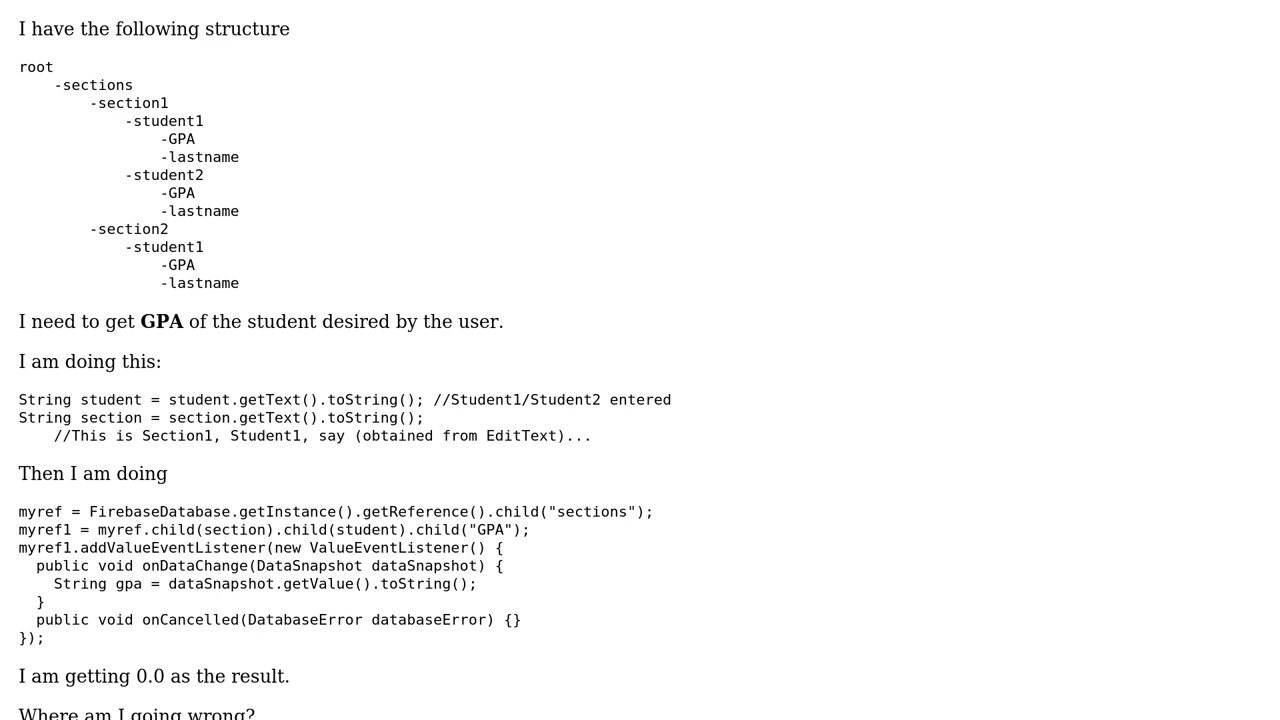 I have the following structure
root
    -sections
        -section1
            -student1
                -GPA
                -lastname
            -student2
                -GPA
                -lastname
        -section2
            -student1
                -GPA
                -lastname
I need to get GPA of the student desired by the user.
I am doing this:
String student = student.getText().toString(); //Student1/Student2 entered
String section = section.getText().toString();
    //This is Section1, Student1, say (obtained from EditText)...
Then I am doing
myref = FirebaseDatabase.getInstance().getReference().child("sections");
myref1 = myref.child(section).child(student).child("GPA");
myref1.addValueEventListener(new ValueEventListener() {
  public void onDataChange(DataSnapshot dataSnapshot) {
    String gpa = dataSnapshot.getValue().toString();
  }
  public void onCancelled(DatabaseError databaseError) {}
});
I am getting 0.0 as the result.
Where am I going wrong?